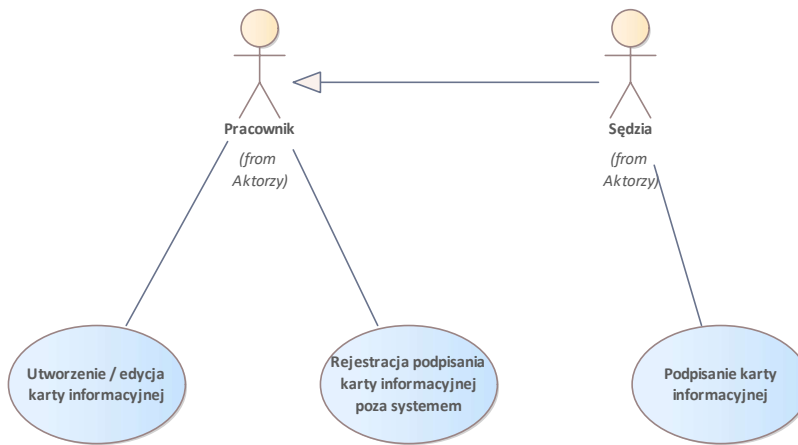 Pracownik
(from
Aktorzy)
Sędzia
(from
Aktorzy)
Utworzenie / edycja
karty informacyjnej
Rejestracja podpisania
karty informacyjnej
poza systemem
Podpisanie karty
informacyjnej